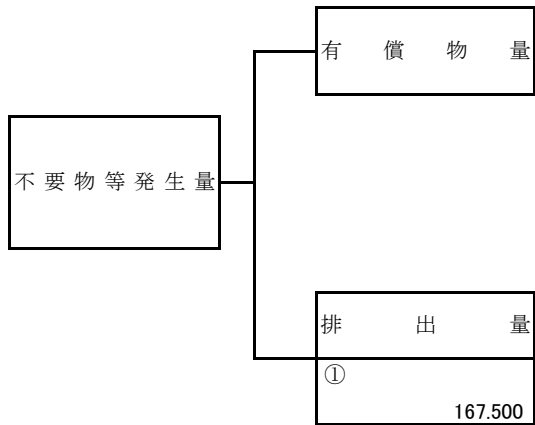 有償物量
不要物等発生量
排出量
①
167.500